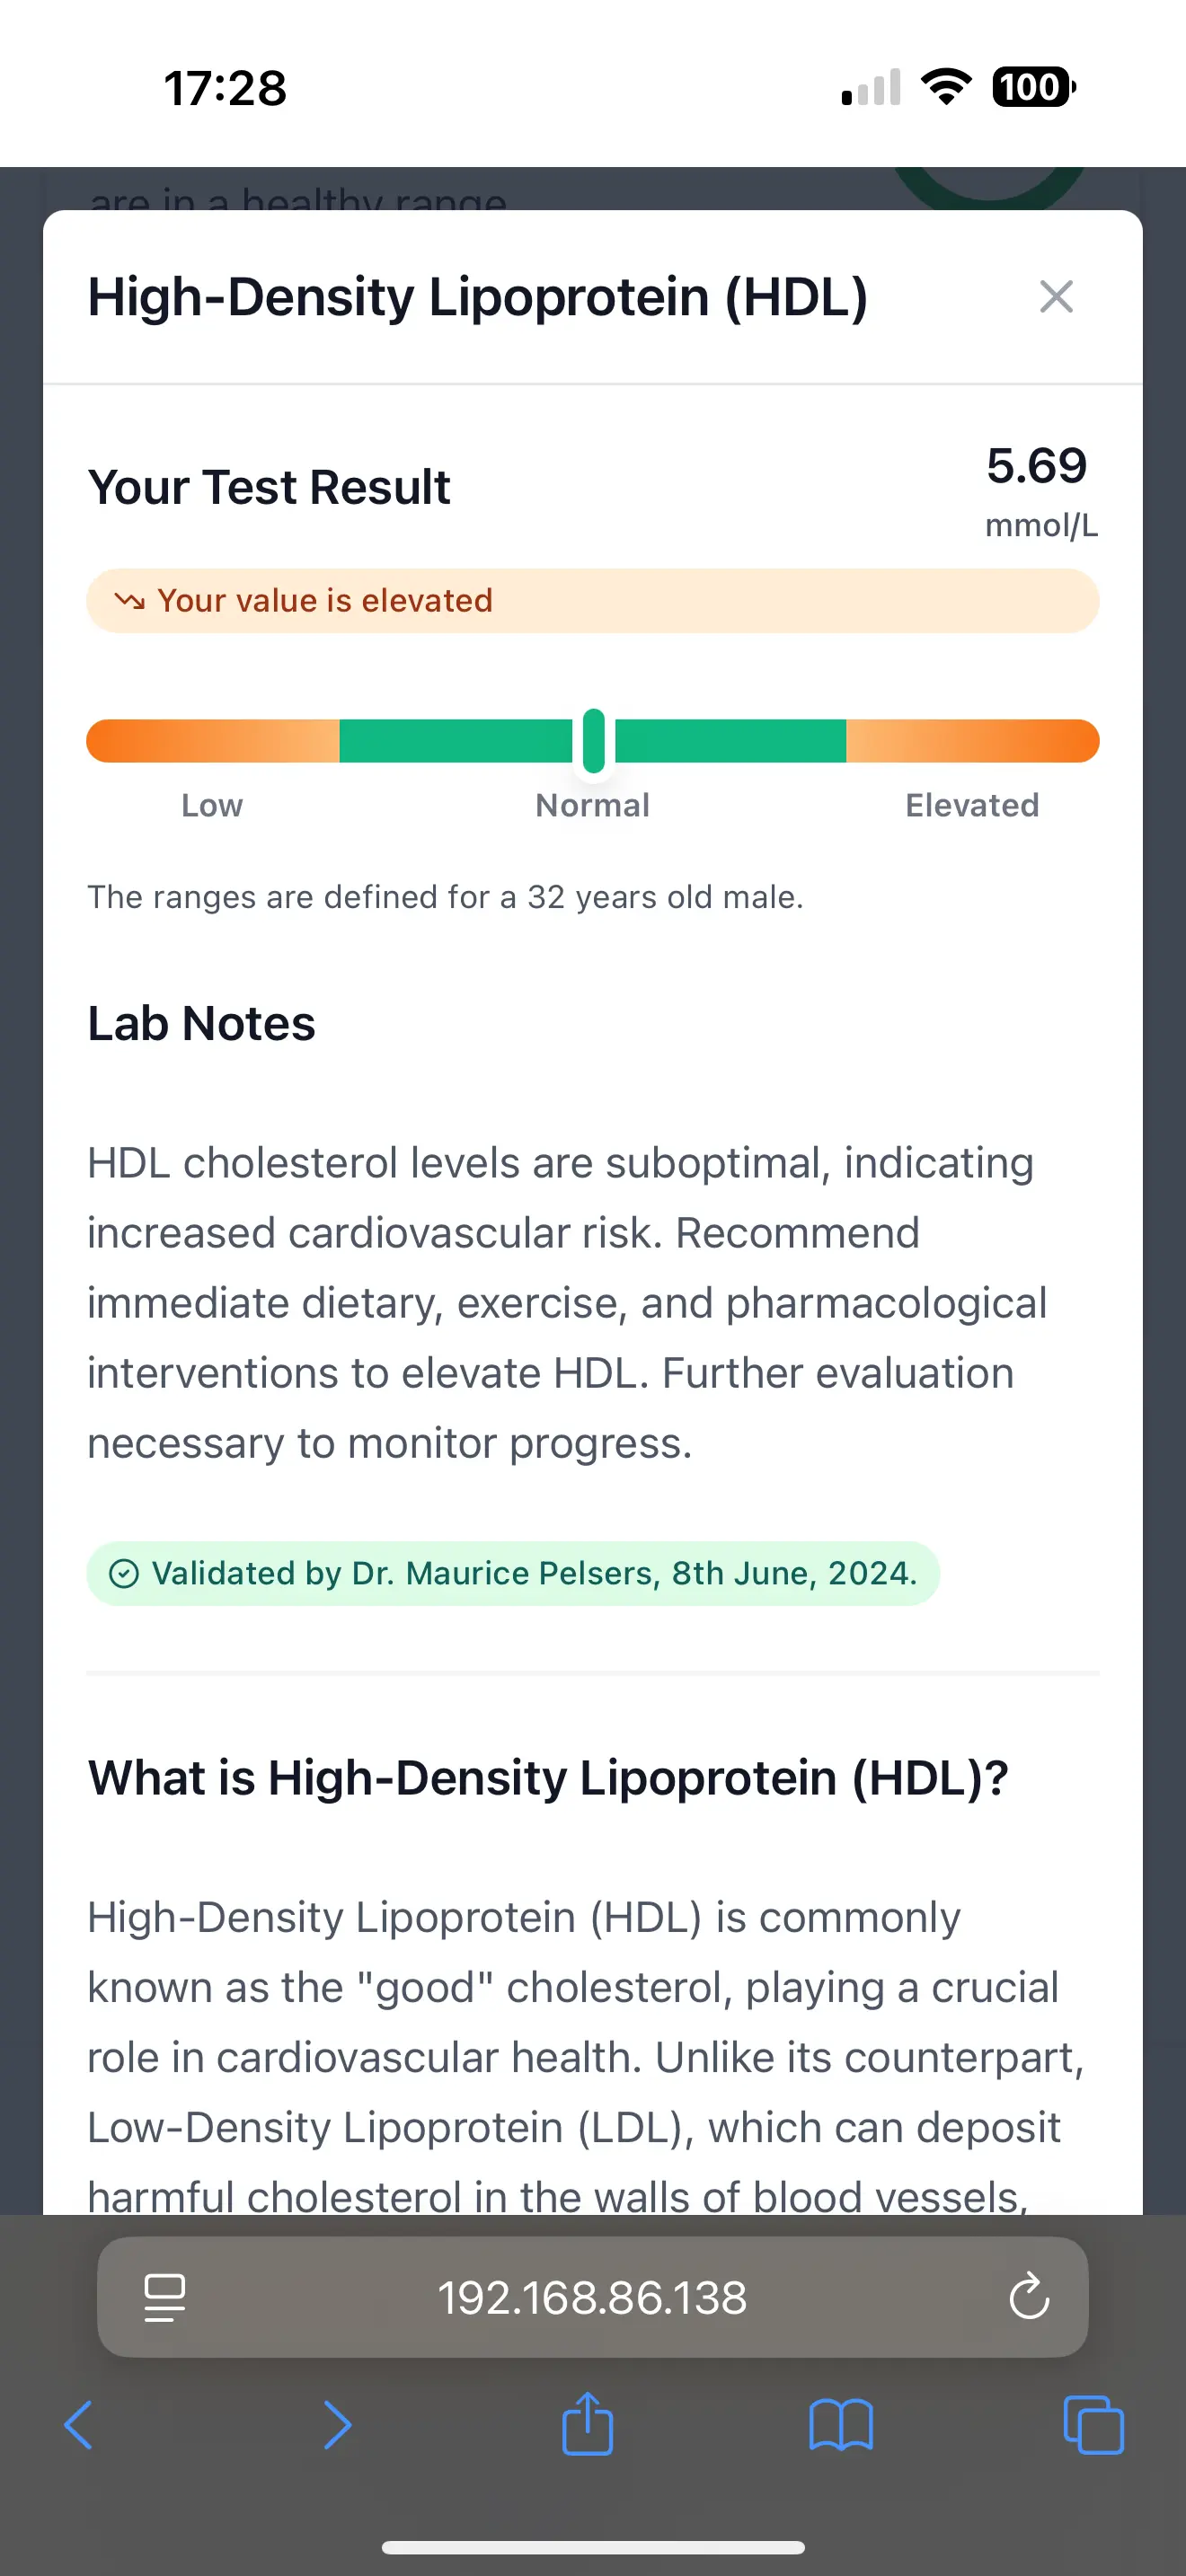 17:28
100
are in a healthy range
High-Density Lipoprotein (HDL)
Your Test Result
5.69
mmol/L
Your value is elevated
Low
Normal
Elevated
The ranges are defined for a 32 years old male.
Lab Notes
HDL cholesterol levels are suboptimal, indicating
increased cardiovascular risk. Recommend
immediate dietary, exercise, and pharmacological
interventions to elevate HDL. Further evaluation
necessary to monitor progress.
Validated by Dr. Maurice Pelsers, 8th June, 2024.
What is High-Density Lipoprotein (HDL)?
High-Density Lipoprotein (HDL) is commonly
known as the "good" cholesterol, playing a crucial
role in cardiovascular health. Unlike its counterpart,
Low-Density Lipoprotein (LDL), which can deposit
harmful cholesterol in the walls of blood vessels,
192.168.86.138